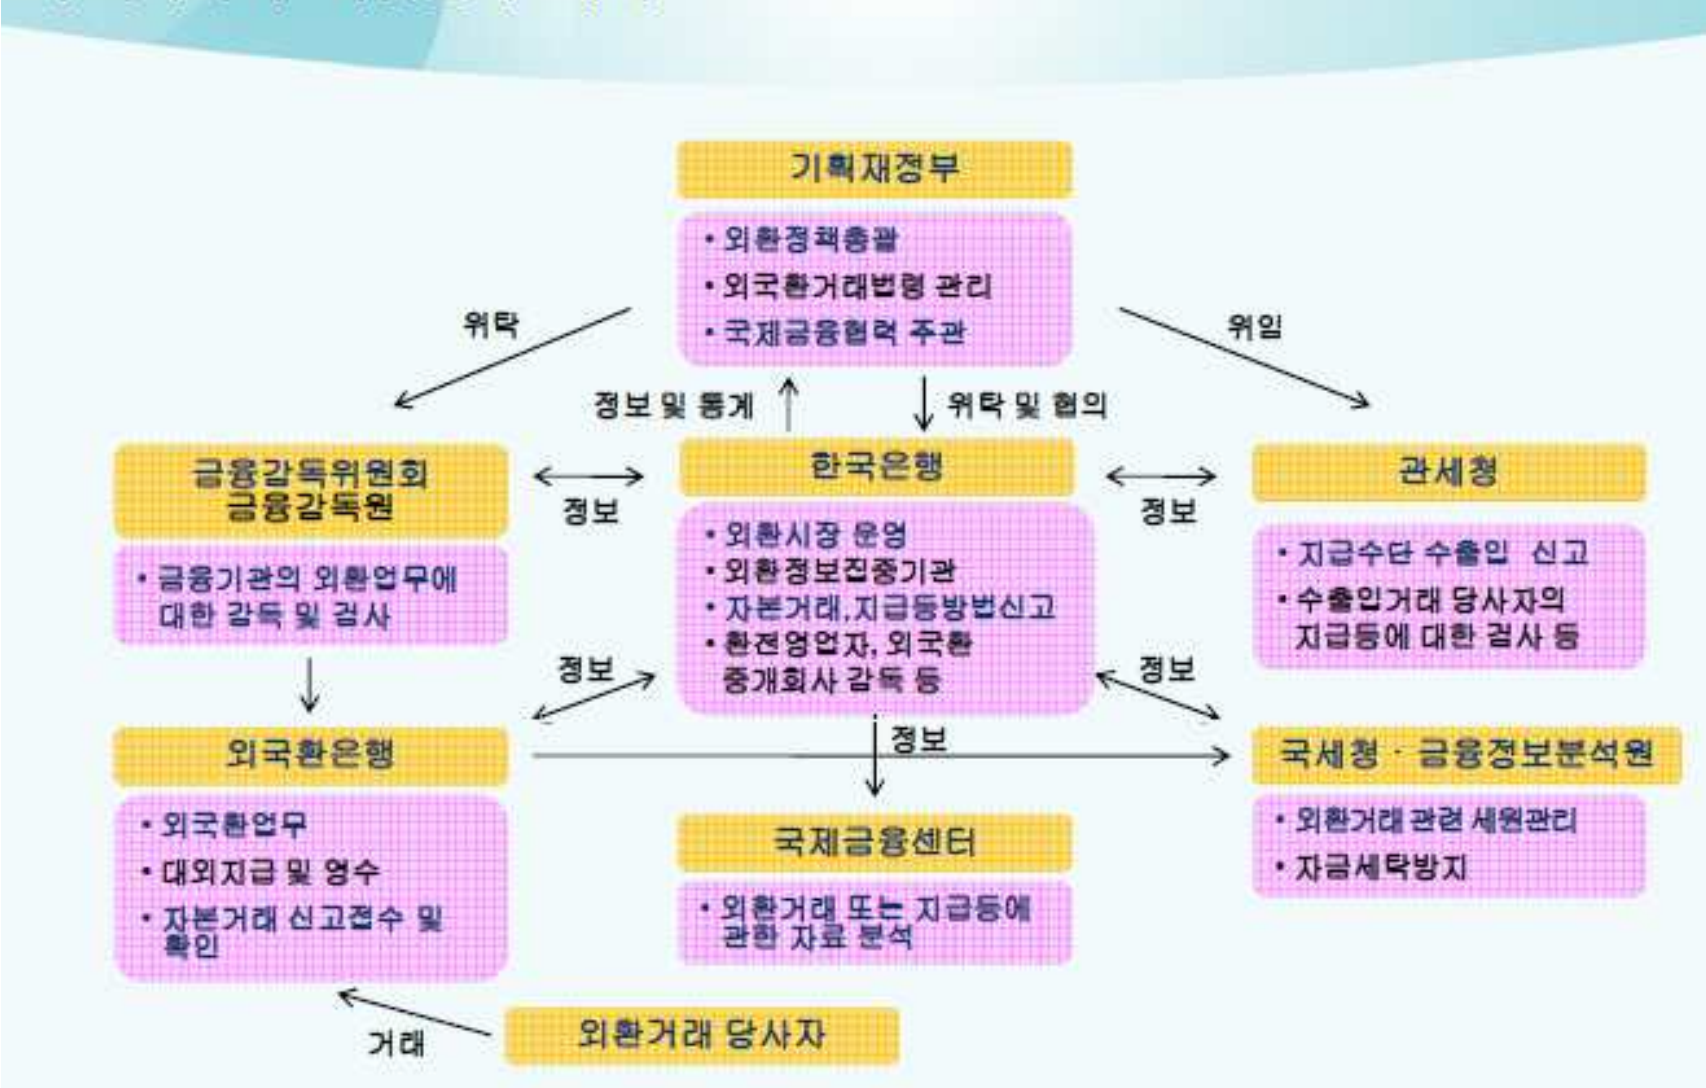 기획재정부
• 외환정책총괄
• 외국환거래법령 관리
• 국제금융협력 주관
위탁
위임
정보 및 통계
위탁 및 협의
금융감독위원회
금융감독원
• 금융기관의 외환업무에
대한 감독 및 검사
정보
한국은행
• 외환시장 운영
• 외환정보집중기관
• 자본거래,지급등방법신고
• 환전영업자, 외국환
중개회사 감독 등
정보
관세청
• 지급수단 수출입 신고
• 수출입거래 당사자의
지급등에 대한 검사 등
정보
정보
외국환은행
• 외국환업무
• 대외지급 및 영수
• 자본거래 신고접수 및
확인
정보
국제금융센터
• 외환거래 또는 지급등에
관한 자료 분석
국세청 · 금융정보분석원
• 외환거래 관련 세원관리
• 자금세탁방지
거래
외환거래 당사자